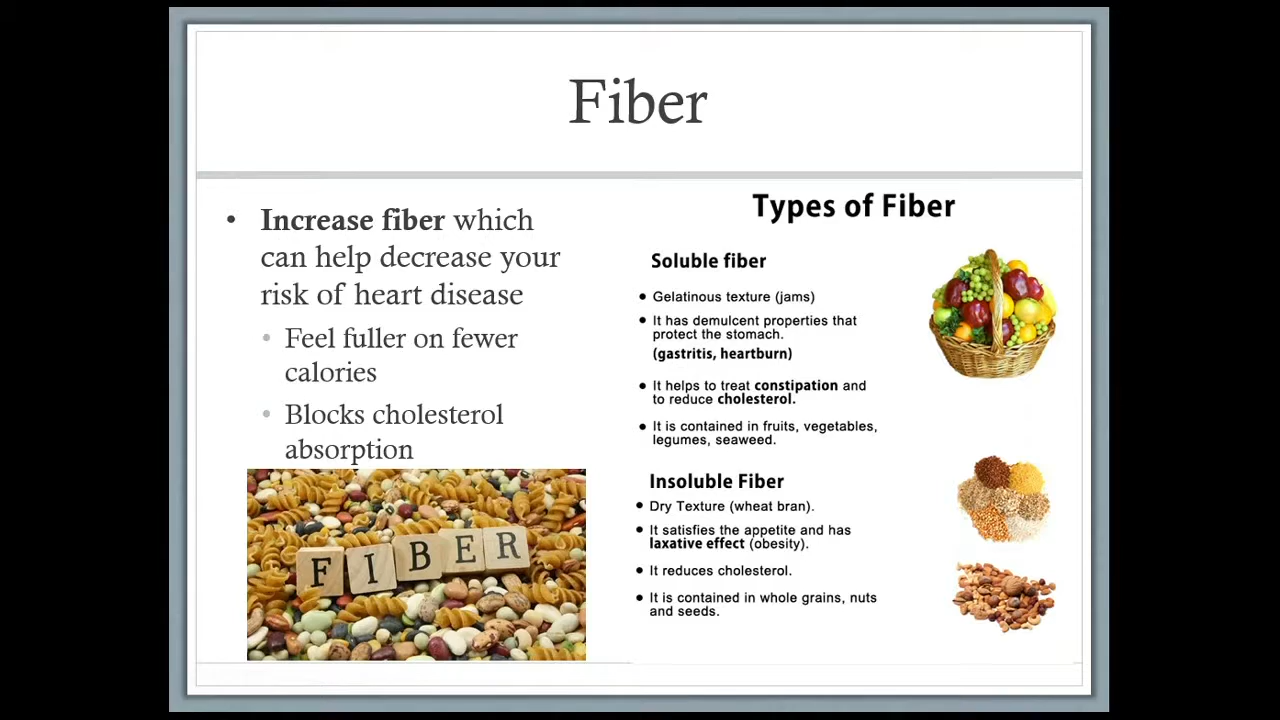 Fiber
• Increase fiber which
can help decrease your
risk of heart disease
• Feel fuller on fewer
calories
• Blocks cholesterol
absorption
FIBER
Types of Fiber
Soluble fiber
• Gelatinous texture (jams)
• It has demulcent properties that
protect the stomach.
(gastritis, heartburn)
• It helps to treat constipation and
to reduce cholesterol.
• It is contained in fruits, vegetables,
legumes, seaweed.
Insoluble Fiber
• Dry Texture (wheat bran).
• It satisfies the appetite and has
laxative effect (obesity).
• It reduces cholesterol.
• It is contained in whole grains, nuts
and seeds.